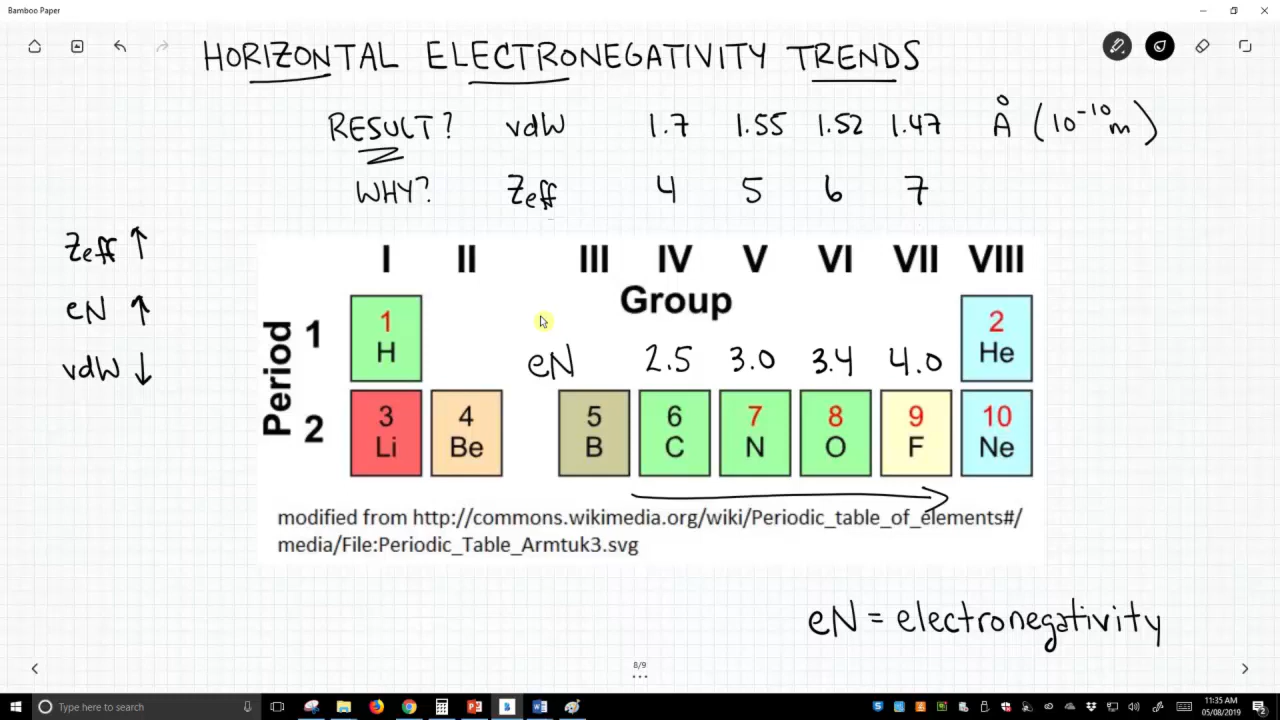 Bamboo Paper
HORIZONTAL ELECTRONEGATIVITY TRENDS
RESULT? vdW 1.7 1.55 1.52 1.47 Å (10⁻¹⁰ m)
WHY? Zeff 4 5 6 7
Zeff ↑
eN ↑
vdW ↓
I II III IV V VI VII VIII
Group
Period
1
1 H
2 He
eN 2.5 3.0 3.4 4.0
2
3 Li
4 Be
5 B
6 C
7 N
8 O
9 F
10 Ne
modified from http://commons.wikimedia.org/wiki/Periodic_table_of_elements#/
media/File:Periodic_Table_Armtuk3.svg
eN = electronegativity
8/9
Type here to search
11:35 AM
05/08/2019
2